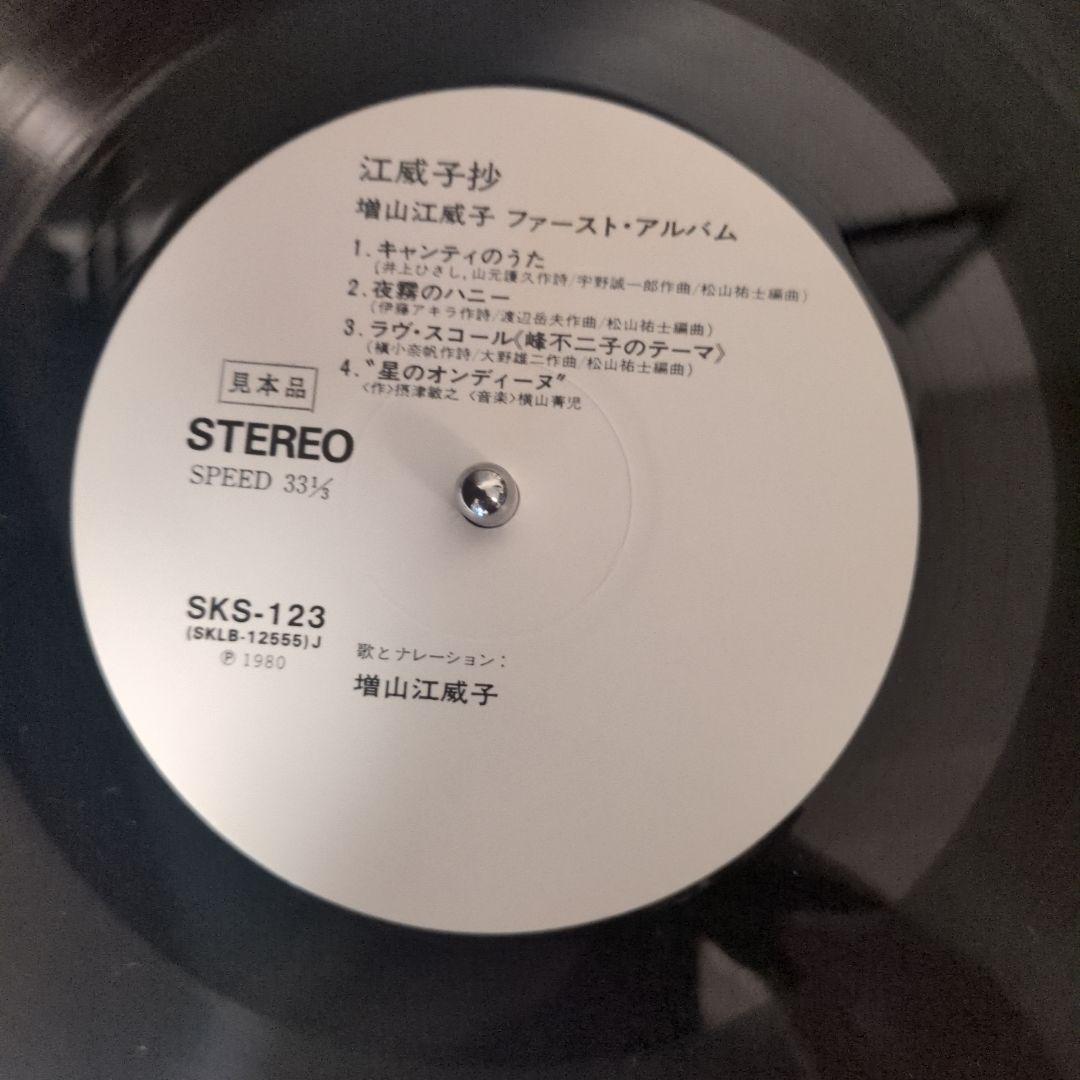 江威子抄
増山江威子 ファースト・アルバム
1. キャンティのうた
(井上ひさし, 山元護久作詩/宇野誠一郎作曲/松山祐士編曲)
2. 夜霧のハニー
(伊藤アキラ作詩/渡辺岳夫作曲/松山祐士編曲)
3. ラヴ・スコール《峰不二子のテーマ》
(槇小奈帆作詩/大野雄二作曲/松山祐士編曲)
4. 〝星のオンディーヌ〟
〈作〉摂津敏之 〈音楽〉横山菁児
見本品
STEREO
SPEED 33⅓
SKS-123
(SKLB-12555)J
℗ 1980
歌とナレーション:
増山江威子